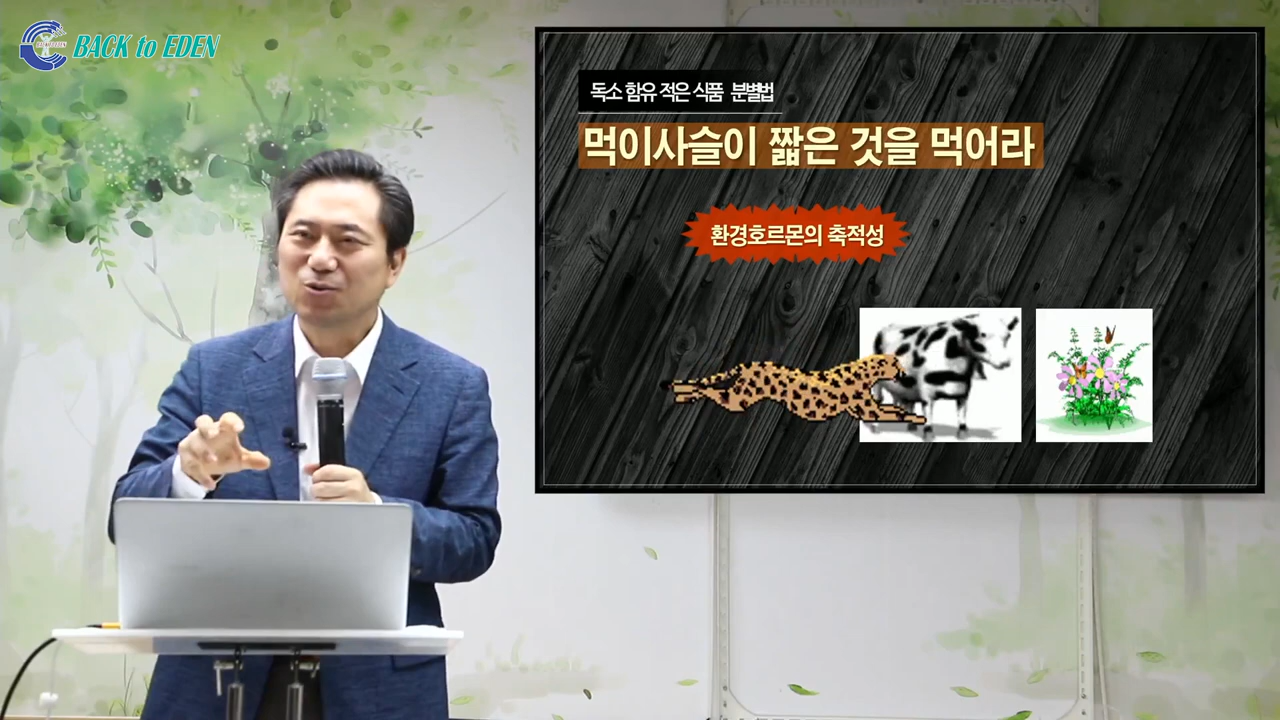 BACK to EDEN
독소 함유 적은 식품 분별법
먹이사슬이 짧은 것을 먹어라
환경호르몬의 축적성